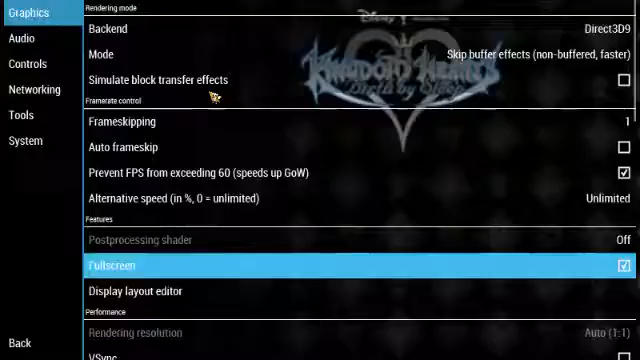 Graphics
Audio
Controls
Networking
Tools
System
Back
Rendering mode
Backend Direct3D9
Mode Skip buffer effects (non-buffered, faster)
Simulate block transfer effects
Framerate control
Frameskipping 1
Auto frameskip
Prevent FPS from exceeding 60 (speeds up GoW)
Alternative speed (in %, 0 = unlimited) Unlimited
Features
Postprocessing shader Off
Fullscreen
Display layout editor
Performance
Rendering resolution Auto (1:1)
VSync
Disney
KINGDOM HEARTS
Birth by Sleep